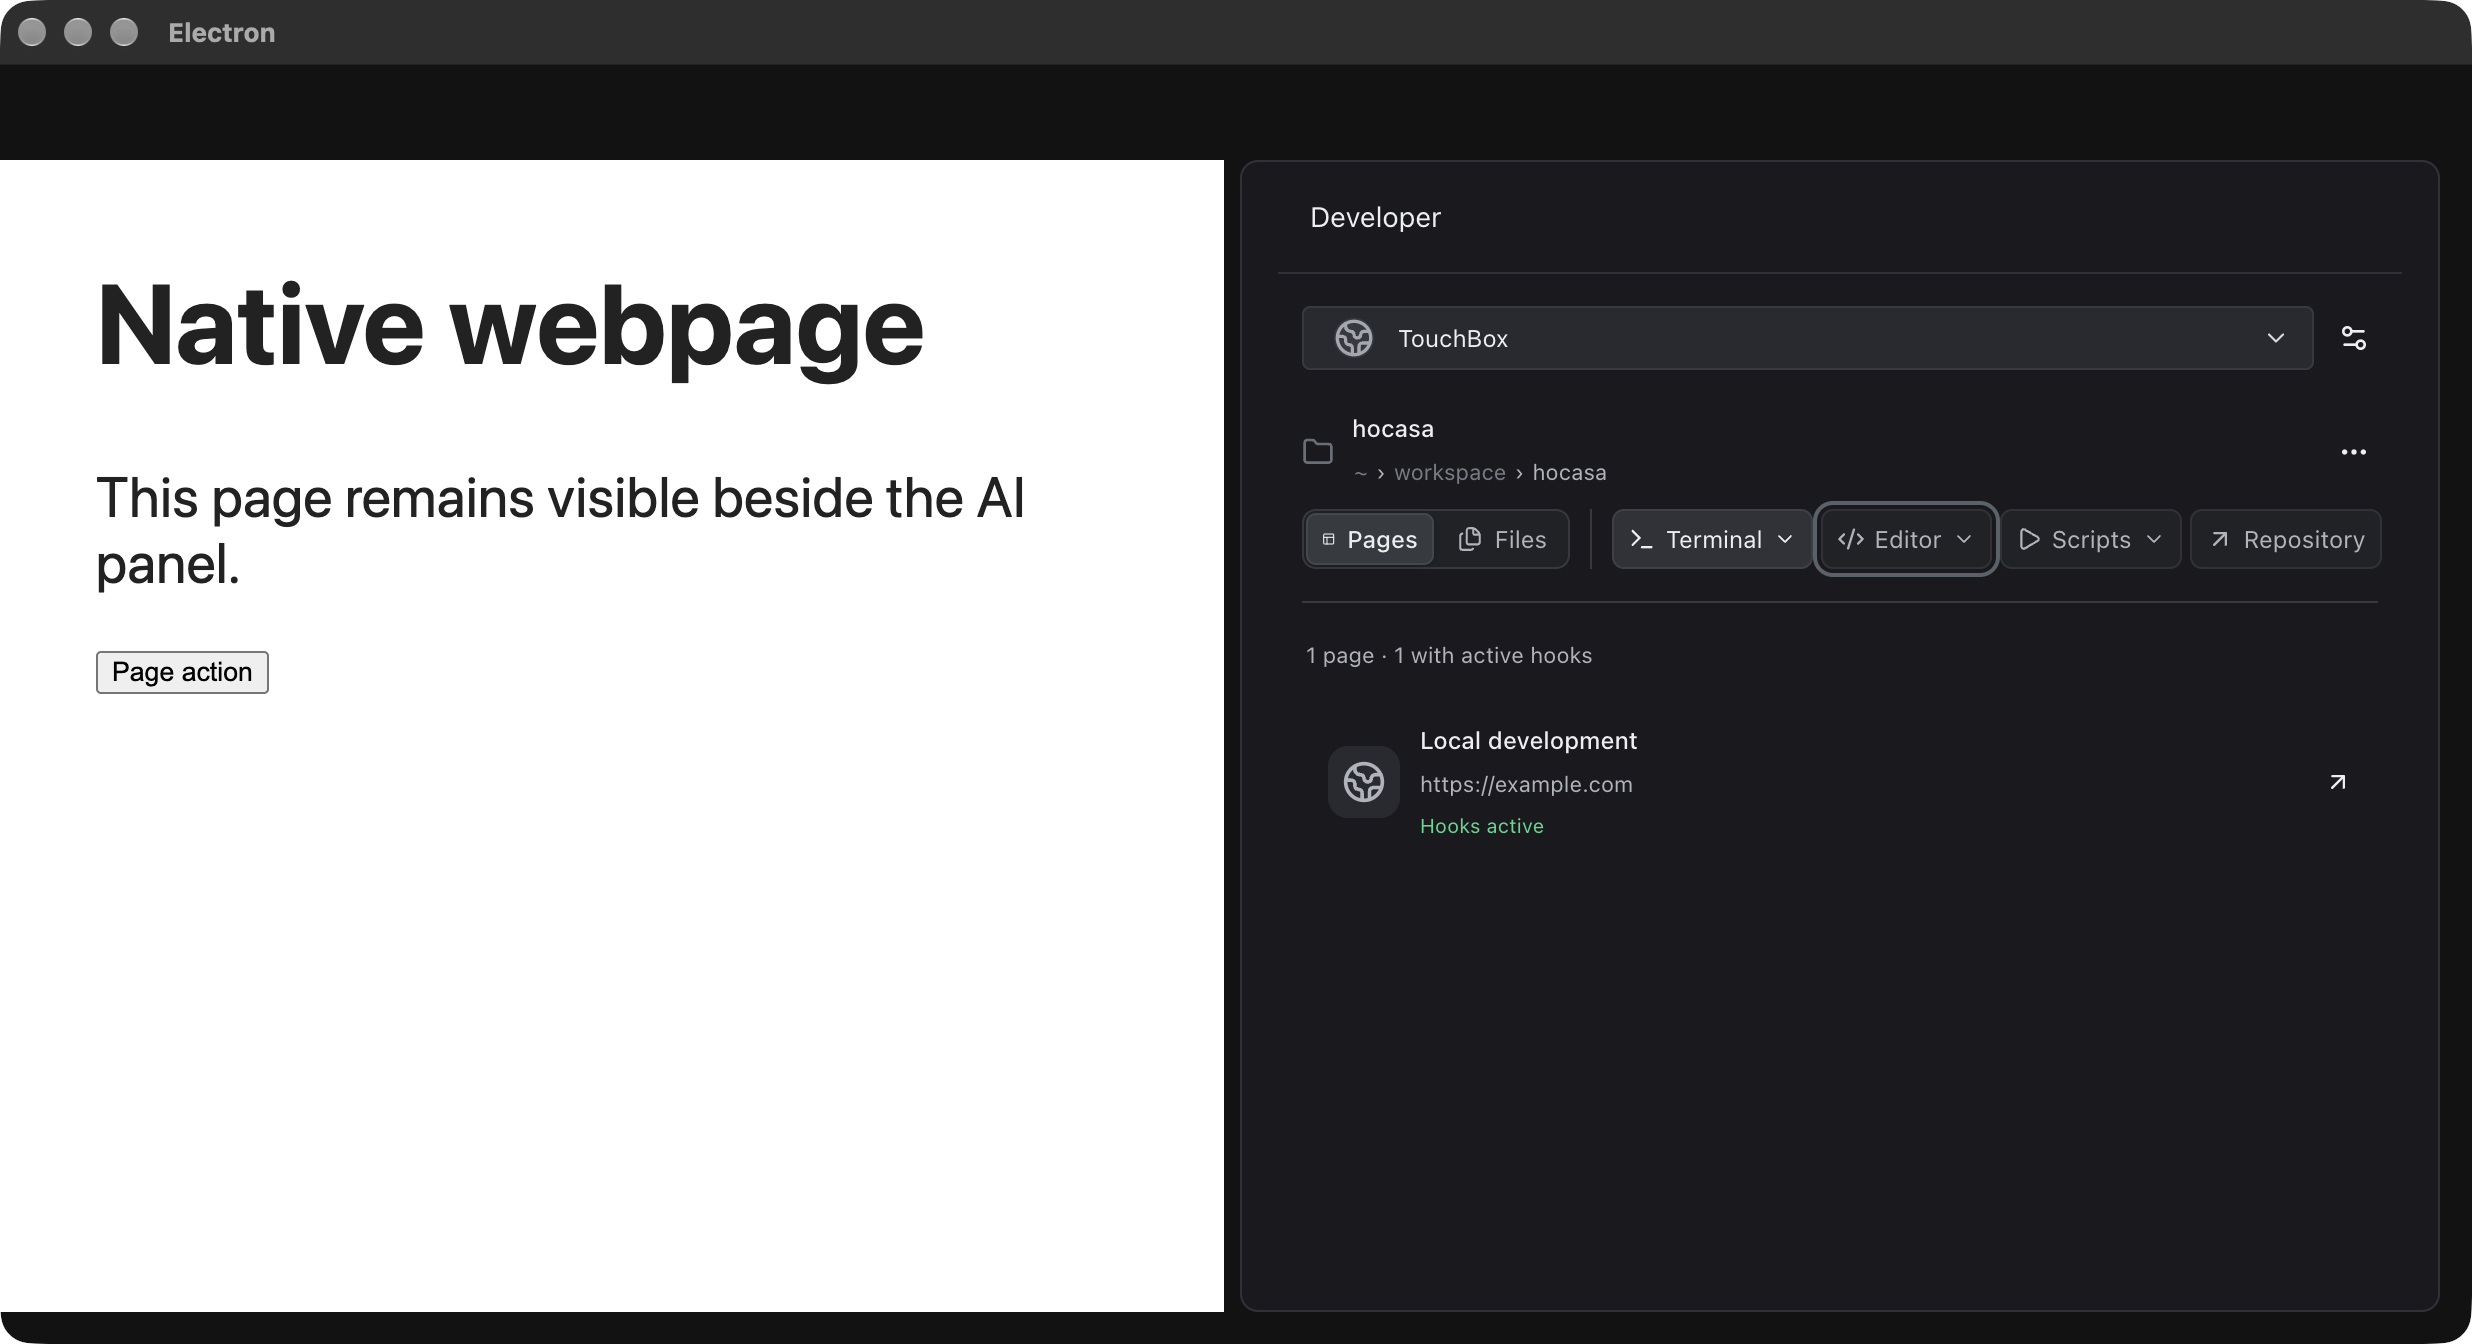 Electron
Native webpage
This page remains visible beside the AI
panel.
Page action
Developer
TouchBox
hocasa
~ › workspace › hocasa
Pages Files Terminal Editor Scripts Repository
1 page · 1 with active hooks
Local development
https://example.com
Hooks active